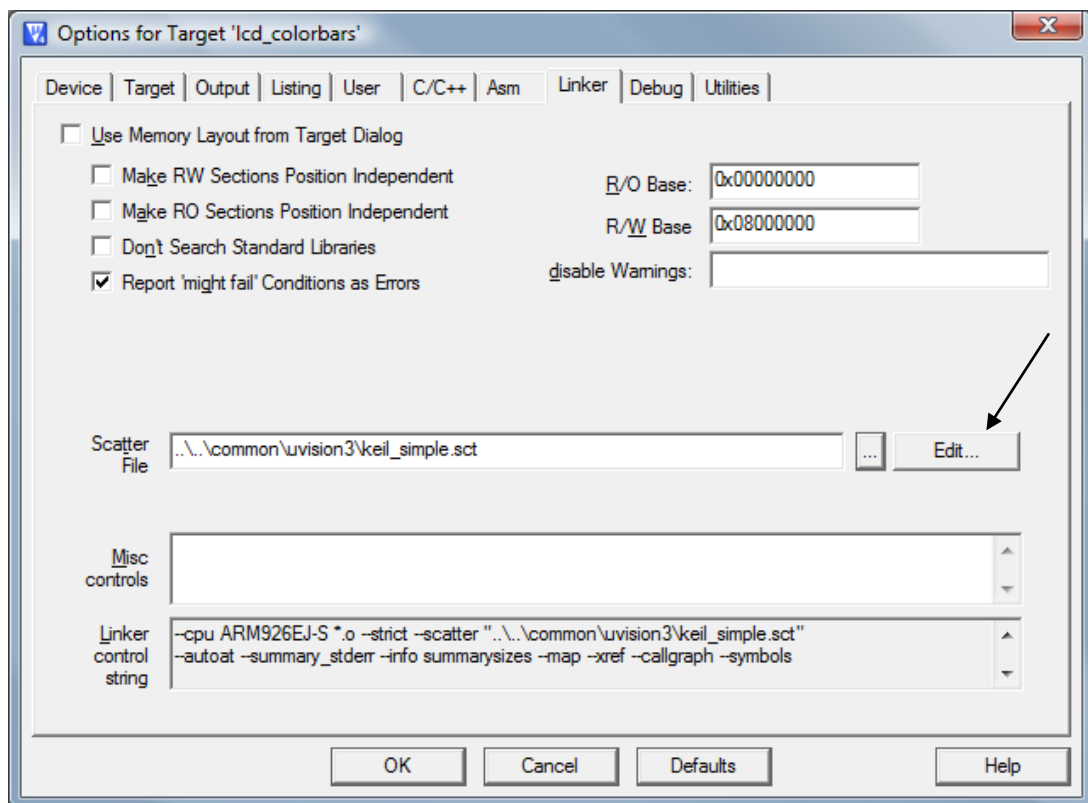 Options for Target 'lcd_colorbars'
Device Target Output Listing User C/C++ Asm Linker Debug Utilities
Use Memory Layout from Target Dialog
Make RW Sections Position Independent
Make RO Sections Position Independent
Don't Search Standard Libraries
Report 'might fail' Conditions as Errors
R/O Base: 0x00000000
R/W Base 0x08000000
disable Warnings:
Scatter
File
..\..\common\uvision3\keil_simple.sct
...
Edit...
Misc
controls
Linker
control
string
--cpu ARM926EJ-S *.o --strict --scatter "..\..\common\uvision3\keil_simple.sct"
--autoat --summary_stderr --info summarysizes --map --xref --callgraph --symbols
OK Cancel Defaults Help